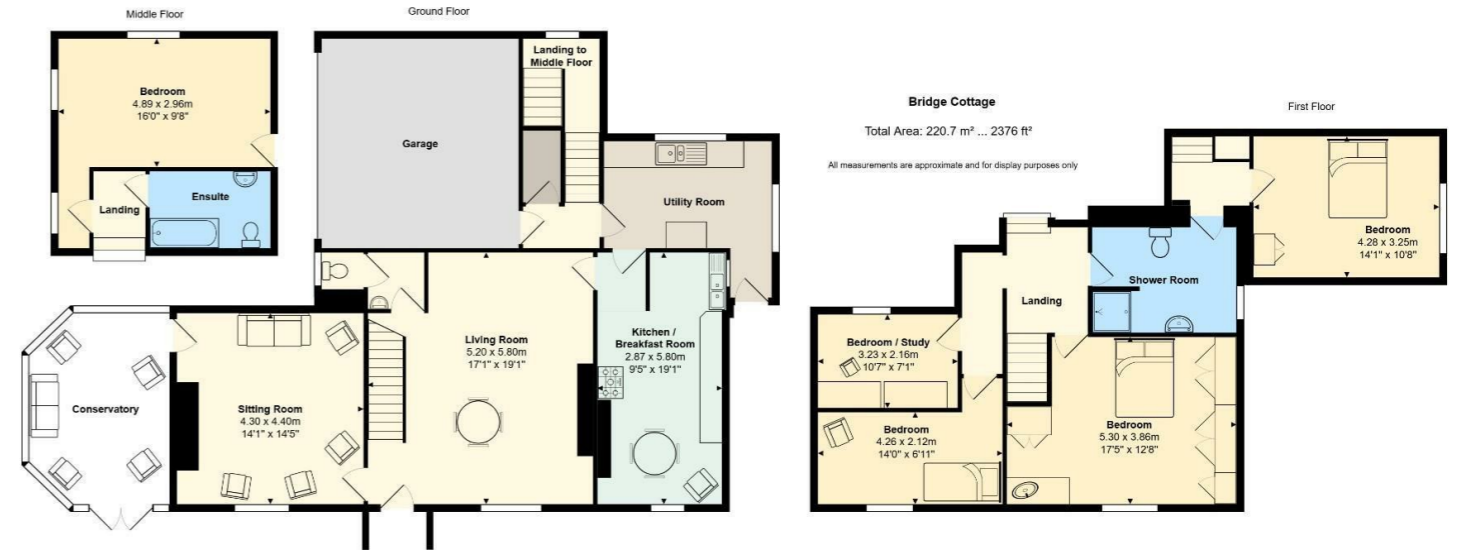 Middle Floor
Bedroom
4.89 x 2.96m
16'0" x 9'8"
Landing
Ensuite
Ground Floor
Landing to
Middle Floor
Garage
Utility Room
Conservatory
Sitting Room
4.30 x 4.40m
14'1" x 14'5"
Living Room
5.20 x 5.80m
17'1" x 19'1"
Kitchen /
Breakfast Room
2.87 x 5.80m
9'5" x 19'1"
Bridge Cottage
Total Area: 220.7 m² ... 2376 ft²
All measurements are approximate and for display purposes only
First Floor
Bedroom
4.28 x 3.25m
14'1" x 10'8"
Shower Room
Landing
Bedroom / Study
3.23 x 2.16m
10'7" x 7'1"
Bedroom
4.26 x 2.12m
14'0" x 6'11"
Bedroom
5.30 x 3.86m
17'5" x 12'8"